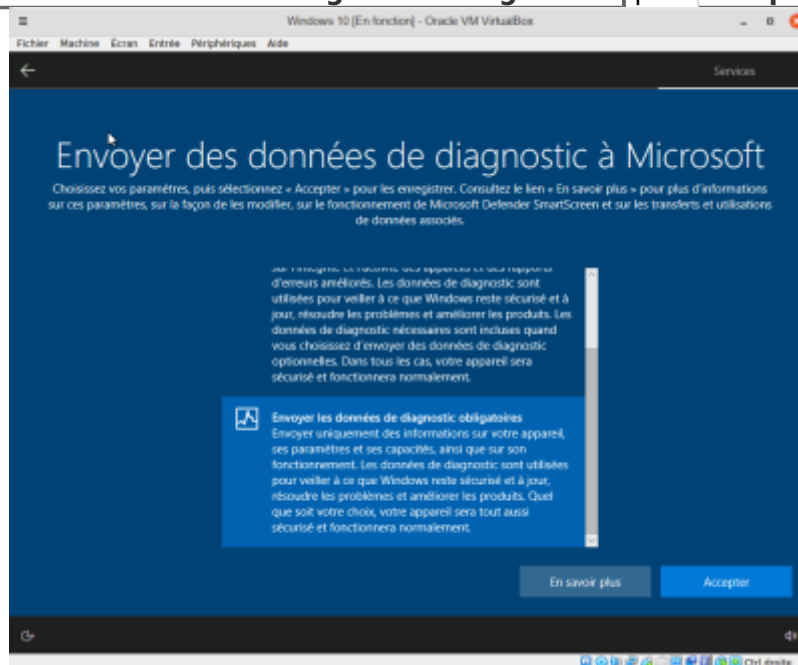 Windows 10 [En fonction] - Oracle VM VirtualBox
Fichier Machine Écran Entrée Périphériques Aide
Services
Envoyer des données de diagnostic à Microsoft
Choisissez vos paramètres, puis sélectionnez « Accepter » pour les enregistrer. Consultez le lien « En savoir plus » pour plus d'informations
sur ces paramètres, sur la façon de les modifier, sur le fonctionnement de Microsoft Defender SmartScreen et sur les transferts et utilisations
de données associés.
sur l'intégrité et l'activité des appareils et des rapports
d'erreurs améliorés. Les données de diagnostic sont
utilisées pour veiller à ce que Windows reste sécurisé et à
jour, résoudre les problèmes et améliorer les produits. Les
données de diagnostic nécessaires sont incluses quand
vous choisissez d'envoyer des données de diagnostic
optionnelles. Dans tous les cas, votre appareil sera
sécurisé et fonctionnera normalement.
Envoyer les données de diagnostic obligatoires
Envoyer uniquement des informations sur votre appareil,
ses paramètres et ses capacités, ainsi que sur son
fonctionnement. Les données de diagnostic sont utilisées
pour veiller à ce que Windows reste sécurisé et à jour,
résoudre les problèmes et améliorer les produits. Quel
que soit votre choix, votre appareil sera tout aussi
sécurisé et fonctionnera normalement.
En savoir plus
Accepter
Ctrl droite